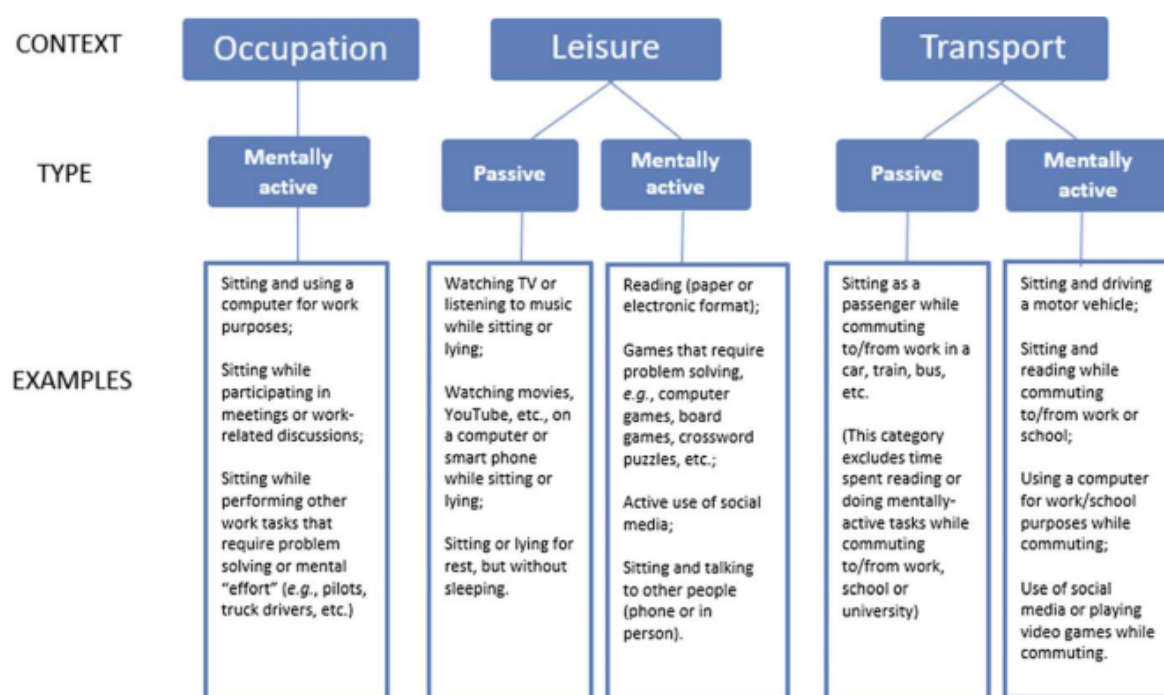 CONTEXT
Occupation
Leisure
Transport
TYPE
Mentally
active
Passive
Mentally
active
Passive
Mentally
active
EXAMPLES
Sitting and using a
computer for work
purposes;
Sitting while
participating in
meetings or work-
related discussions;
Sitting while
performing other
work tasks that
require problem
solving or mental
“effort” (e.g., pilots,
truck drivers, etc.)
Watching TV or
listening to music
while sitting or
lying;
Watching movies,
YouTube, etc., on
a computer or
smart phone
while sitting or
lying;
Sitting or lying for
rest, but without
sleeping.
Reading (paper or
electronic format);
Games that require
problem solving,
e.g., computer
games, board
games, crossword
puzzles, etc.;
Active use of social
media;
Sitting and talking
to other people
(phone or in
person).
Sitting as a
passenger while
commuting
to/from work in a
car, train, bus,
etc.
(This category
excludes time
spent reading or
doing mentally-
active tasks while
commuting
to/from work,
school or
university)
Sitting and driving
a motor vehicle;
Sitting and
reading while
commuting
to/from work or
school;
Using a computer
for work/school
purposes while
commuting;
Use of social
media or playing
video games while
commuting.